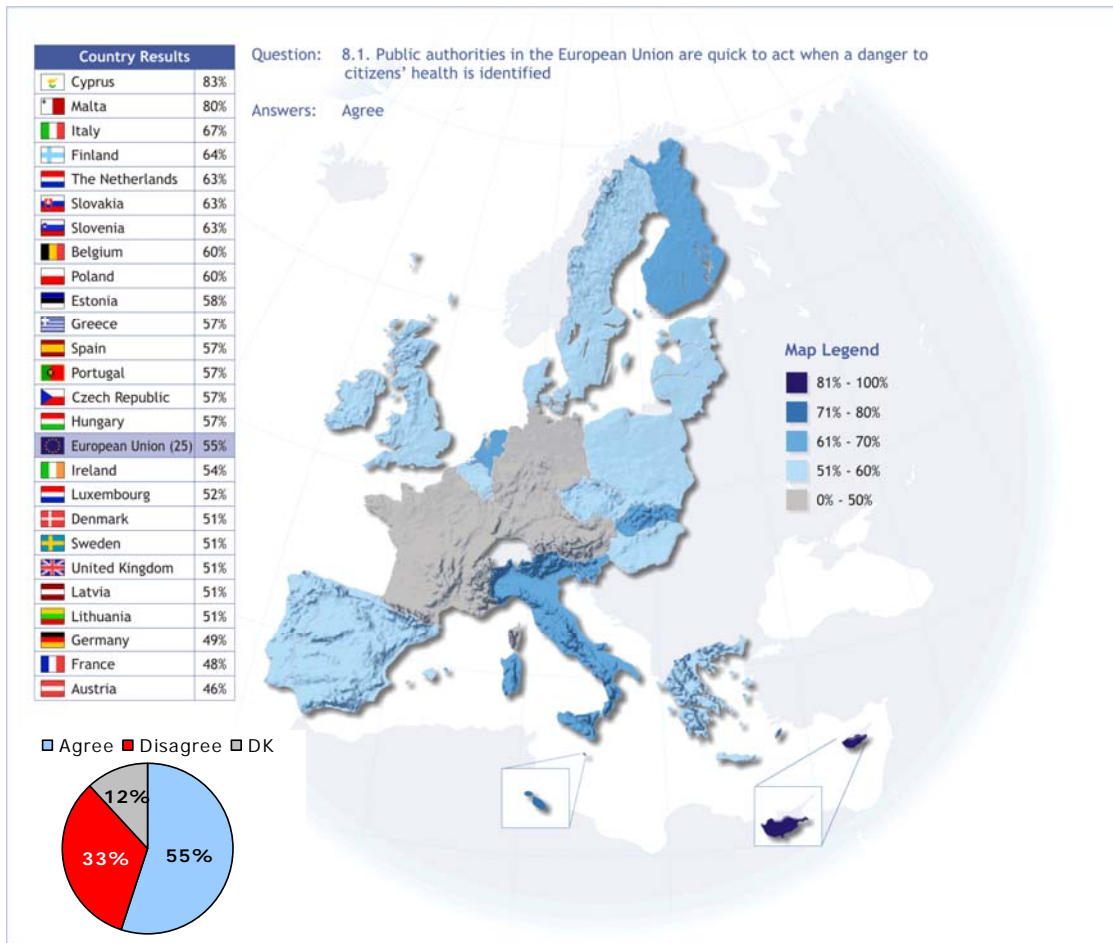 Country Results
Cyprus 83%
Malta 80%
Italy 67%
Finland 64%
The Netherlands 63%
Slovakia 63%
Slovenia 63%
Belgium 60%
Poland 60%
Estonia 58%
Greece 57%
Spain 57%
Portugal 57%
Czech Republic 57%
Hungary 57%
European Union (25) 55%
Ireland 54%
Luxembourg 52%
Denmark 51%
Sweden 51%
United Kingdom 51%
Latvia 51%
Lithuania 51%
Germany 49%
France 48%
Austria 46%
Question: 8.1. Public authorities in the European Union are quick to act when a danger to
citizens’ health is identified
Answers: Agree
Map Legend
81% - 100%
71% - 80%
61% - 70%
51% - 60%
0% - 50%
Agree Disagree DK
12%
33%
55%